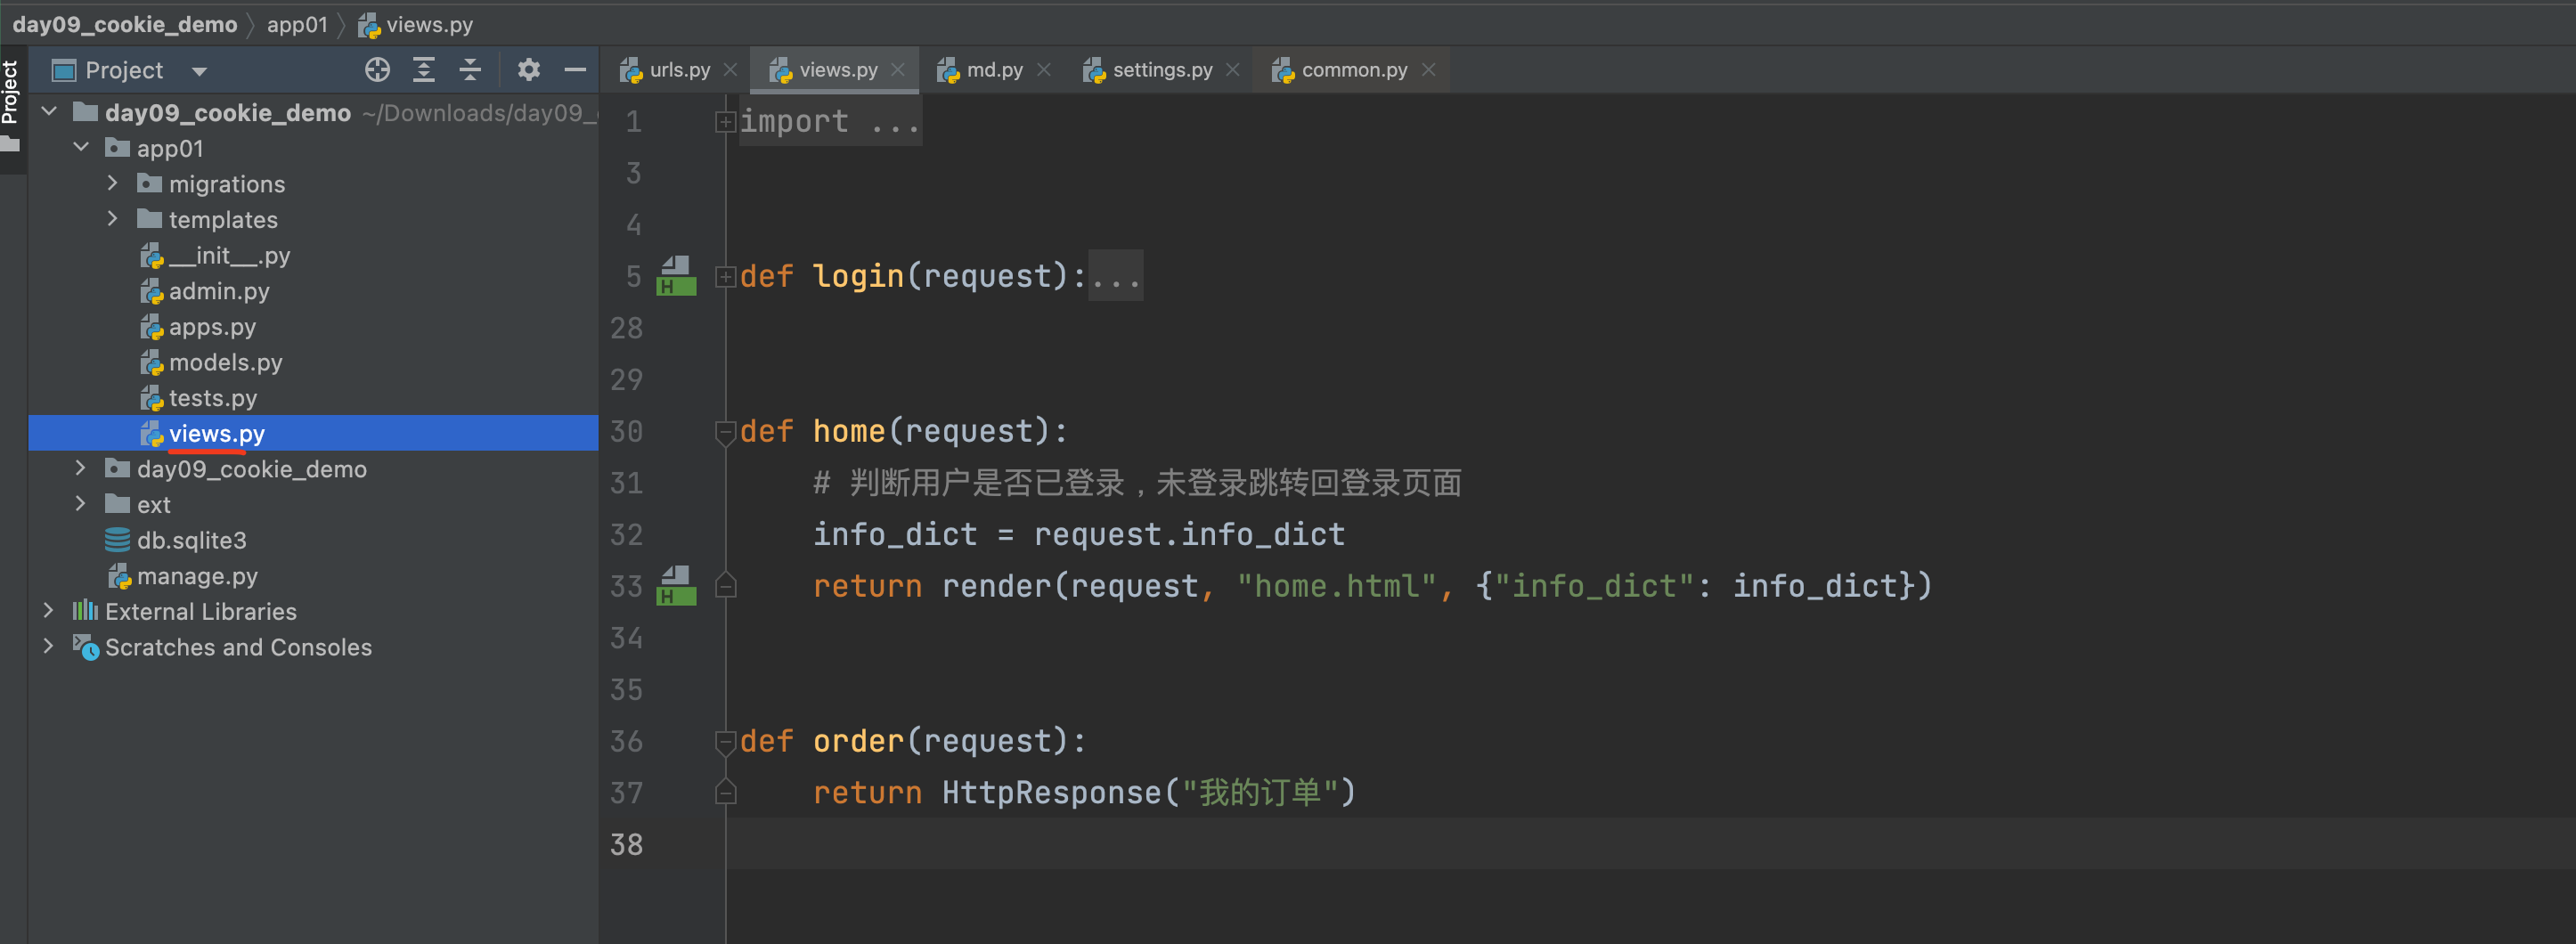 day09_cookie_demo 〉 app01 〉 views.py
Project
Project
urls.py
views.py
md.py
settings.py
common.py
day09_cookie_demo ~/Downloads/day09_
app01
migrations
templates
__init__.py
admin.py
apps.py
models.py
tests.py
views.py
day09_cookie_demo
ext
db.sqlite3
manage.py
External Libraries
Scratches and Consoles
1 import ...
3
4
5 H def login(request):...
28
29
30 def home(request):
31 # 判断用户是否已登录，未登录跳转回登录页面
32 info_dict = request.info_dict
33 H return render(request, "home.html", {"info_dict": info_dict})
34
35
36 def order(request):
37 return HttpResponse("我的订单")
38